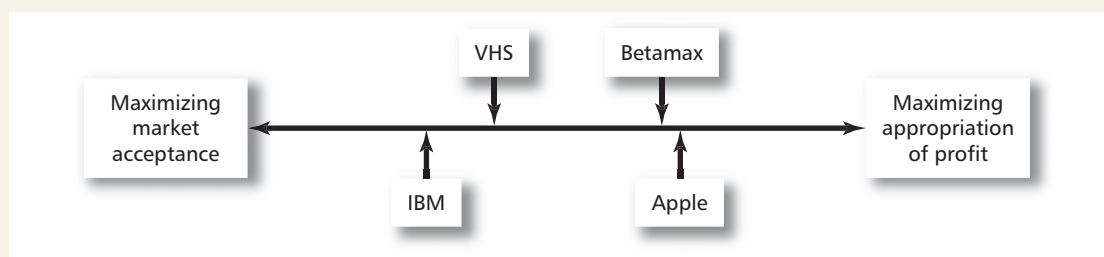 VHS
Betamax
Maximizing
market
acceptance
Maximizing
appropriation
of profit
IBM
Apple